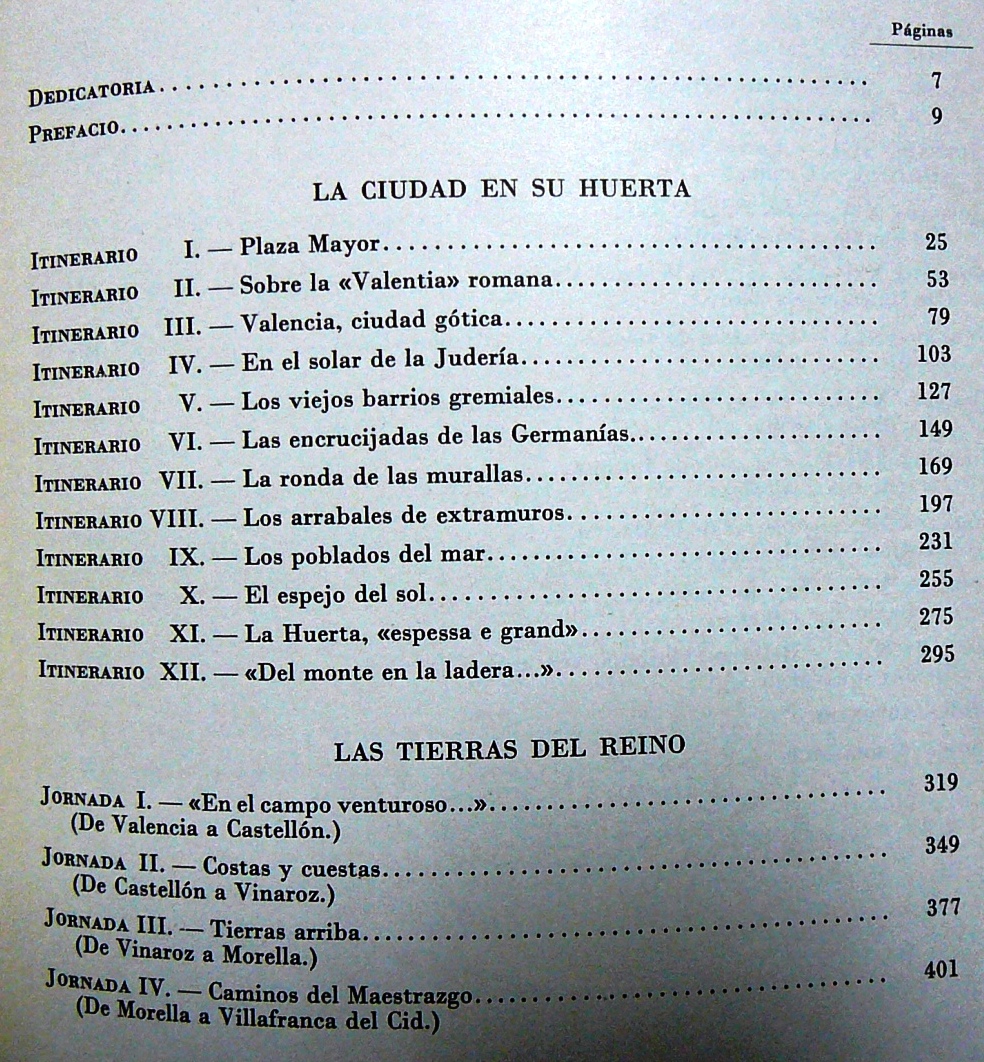 Páginas
DEDICATORIA........................................ 7
PREFACIO........................................ 9
LA CIUDAD EN SU HUERTA
ITINERARIO I. — Plaza Mayor........................................ 25
ITINERARIO II. — Sobre la «Valentia» romana........................................ 53
ITINERARIO III. — Valencia, ciudad gótica........................................ 79
ITINERARIO IV. — En el solar de la Judería........................................ 103
ITINERARIO V. — Los viejos barrios gremiales........................................ 127
ITINERARIO VI. — Las encrucijadas de las Germanías........................................ 149
ITINERARIO VII. — La ronda de las murallas........................................ 169
ITINERARIO VIII. — Los arrabales de extramuros........................................ 197
ITINERARIO IX. — Los poblados del mar........................................ 231
ITINERARIO X. — El espejo del sol........................................ 255
ITINERARIO XI. — La Huerta, «espessa e grand»........................................ 275
ITINERARIO XII. — «Del monte en la ladera...»........................................ 295
LAS TIERRAS DEL REINO
JORNADA I. — «En el campo venturoso...»........................................ 319
(De Valencia a Castellón.)
JORNADA II. — Costas y cuestas........................................ 349
(De Castellón a Vinaroz.)
JORNADA III. — Tierras arriba........................................ 377
(De Vinaroz a Morella.)
JORNADA IV. — Caminos del Maestrazgo........................................ 401
(De Morella a Villafranca del Cid.)